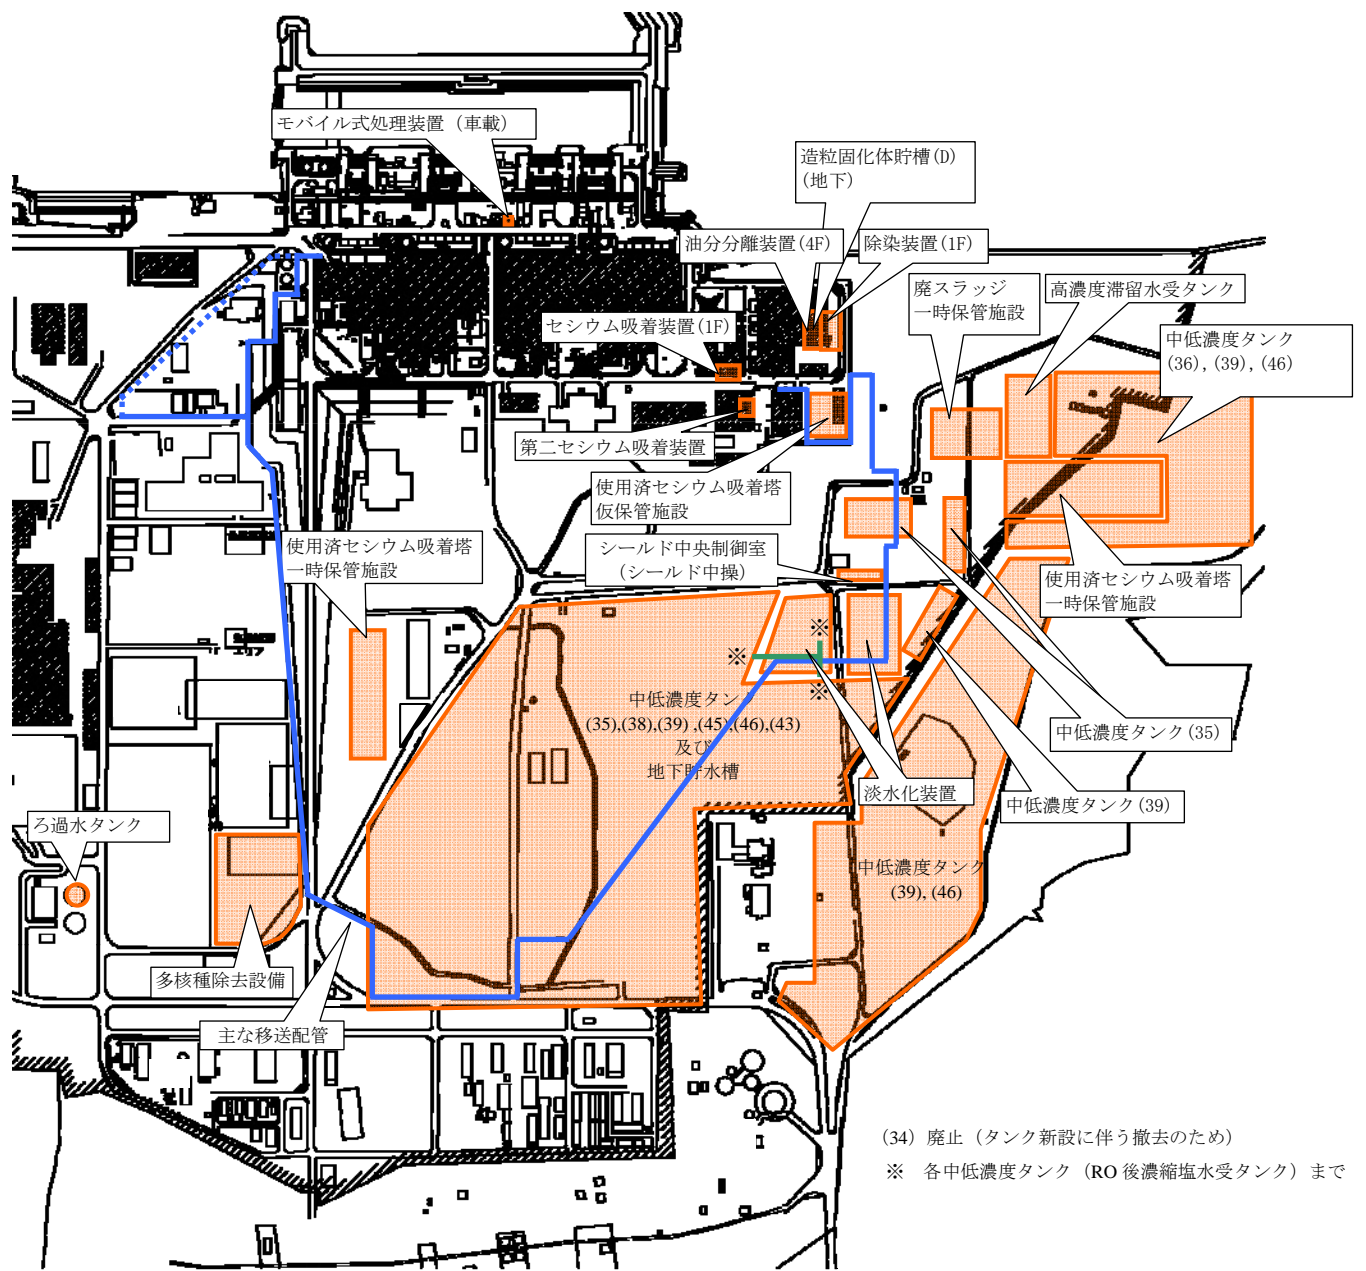 モバイル式処理装置（車載）
造粒固化体貯槽(D)
(地下)
油分分離装置(4F)
除染装置(1F)
廃スラッジ
一時保管施設
高濃度滞留水受タンク
中低濃度タンク
(36), (39), (46)
セシウム吸着装置(1F)
第二セシウム吸着装置
使用済セシウム吸着塔
仮保管施設
シールド中央制御室
（シールド中操）
使用済セシウム吸着塔
一時保管施設
使用済セシウム吸着塔
一時保管施設
エリア
※
※
※
中低濃度タンク
(35),(38),(39) ,(45),(46),(43)
及び
地下貯水槽
中低濃度タンク(35)
淡水化装置
中低濃度タンク(39)
ろ過水タンク
中低濃度タンク
(39), (46)
多核種除去設備
主な移送配管
(34) 廃止（タンク新設に伴う撤去のため）
※　各中低濃度タンク（RO 後濃縮塩水受タンク）まで